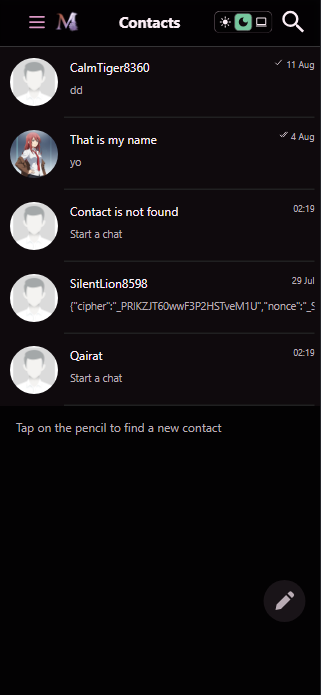 Contacts
CalmTiger8360
11 Aug
dd
That is my name
4 Aug
yo
Contact is not found
02:19
Start a chat
SilentLion8598
29 Jul
{"cipher":"_PRIKZJT60wwF3P2HSTveM1U","nonce":"_S
Qairat
02:19
Start a chat
Tap on the pencil to find a new contact